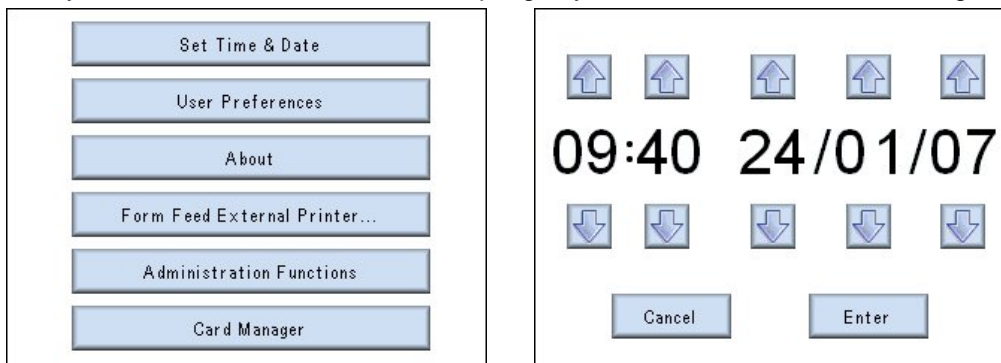 Set Time & Date
User Preferences
About
Form Feed External Printer...
Administration Functions
Card Manager
09:40 24/01/07
Cancel Enter